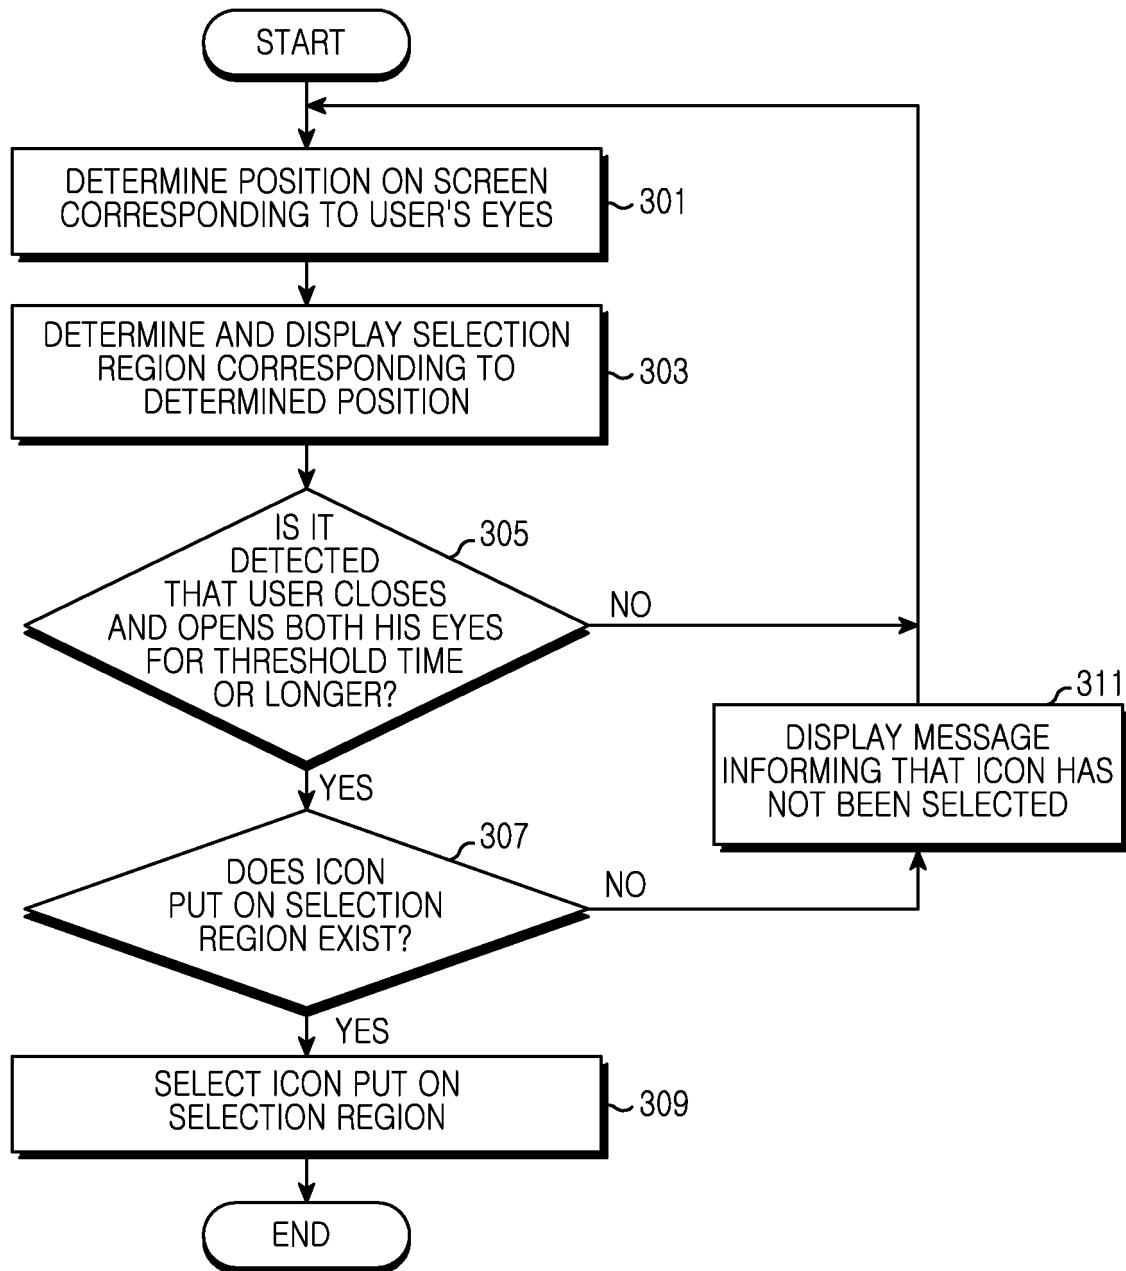 START
DETERMINE POSITION ON SCREEN
CORRESPONDING TO USER'S EYES
301
DETERMINE AND DISPLAY SELECTION
REGION CORRESPONDING TO
DETERMINED POSITION
303
IS IT
DETECTED
THAT USER CLOSES
AND OPENS BOTH HIS EYES
FOR THRESHOLD TIME
OR LONGER?
305
NO
YES
311
DISPLAY MESSAGE
INFORMING THAT ICON HAS
NOT BEEN SELECTED
307
DOES ICON
PUT ON SELECTION
REGION EXIST?
NO
YES
SELECT ICON PUT ON
SELECTION REGION
309
END